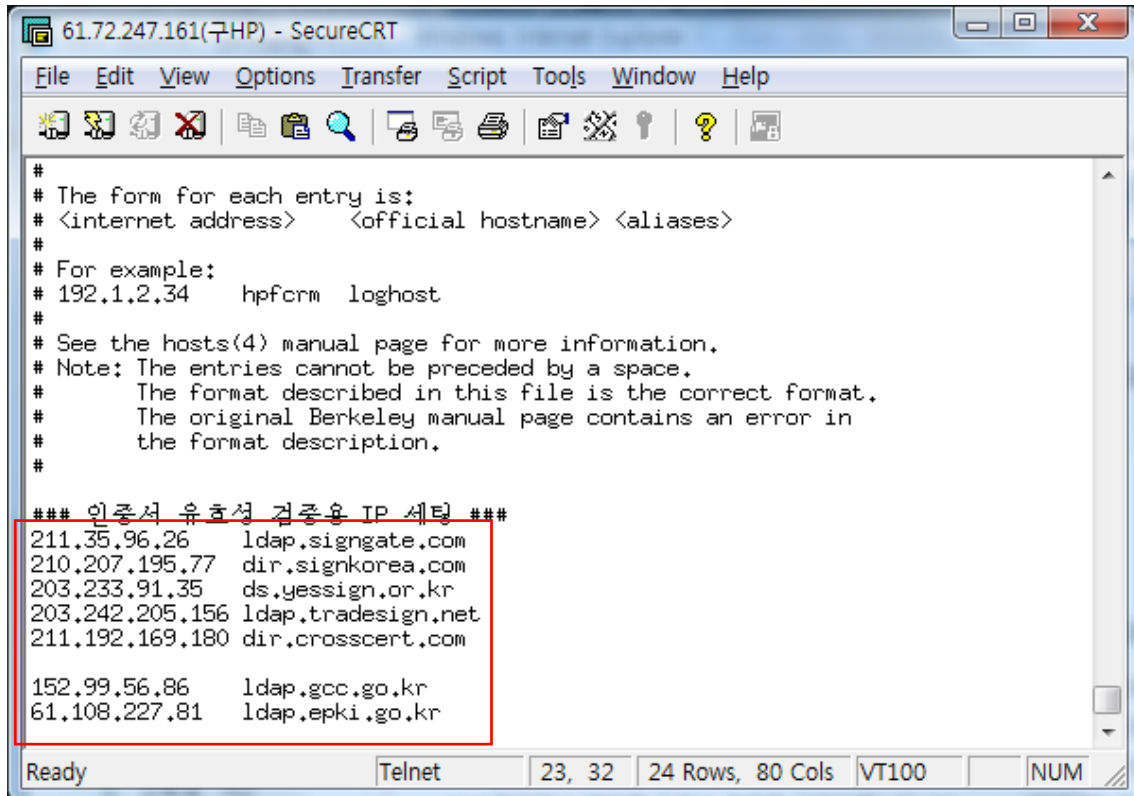 61.72.247.161(구HP) - SecureCRT
File Edit View Options Transfer Script Tools Window Help
#
# The form for each entry is:
# <internet address>    <official hostname> <aliases>
#
# For example:
# 192.1.2.34    hpfcrm  loghost
#
# See the hosts(4) manual page for more information.
# Note: The entries cannot be preceded by a space.
#       The format described in this file is the correct format.
#       The original Berkeley manual page contains an error in
#       the format description.
#
### 인증서 유효성 검증용 IP 세팅 ###
211.35.96.26    ldap.signgate.com
210.207.195.77  dir.signkorea.com
203.233.91.35   ds.yessign.or.kr
203.242.205.156 ldap.tradesign.net
211.192.169.180 dir.crosscert.com
152.99.56.86    ldap.gcc.go.kr
61.108.227.81   ldap.epki.go.kr
Ready Telnet 23, 32 24 Rows, 80 Cols VT100 NUM